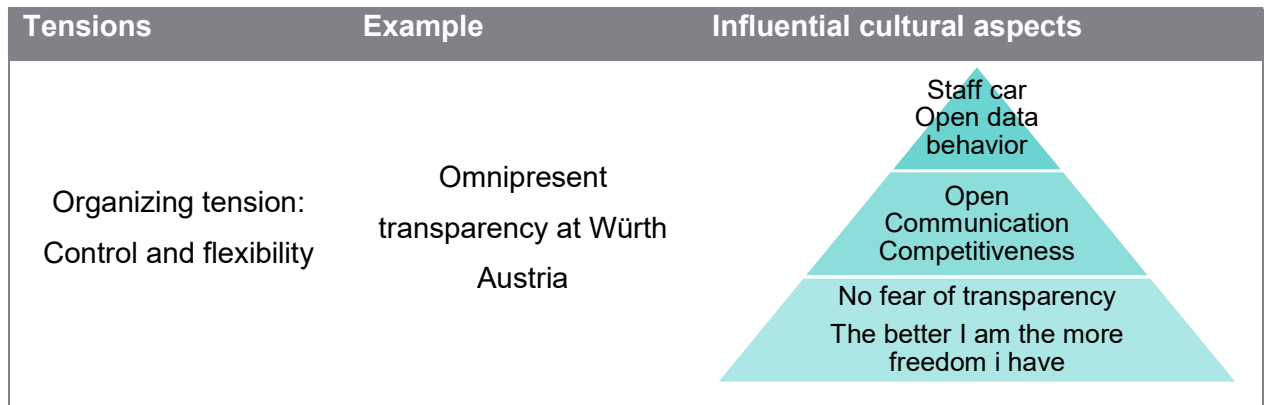 Tensions Example Influential cultural aspects
Organizing tension:
Control and flexibility
Omnipresent
transparency at Würth
Austria
Staff car
Open data
behavior
Open
Communication
Competitiveness
No fear of transparency
The better I am the more
freedom i have